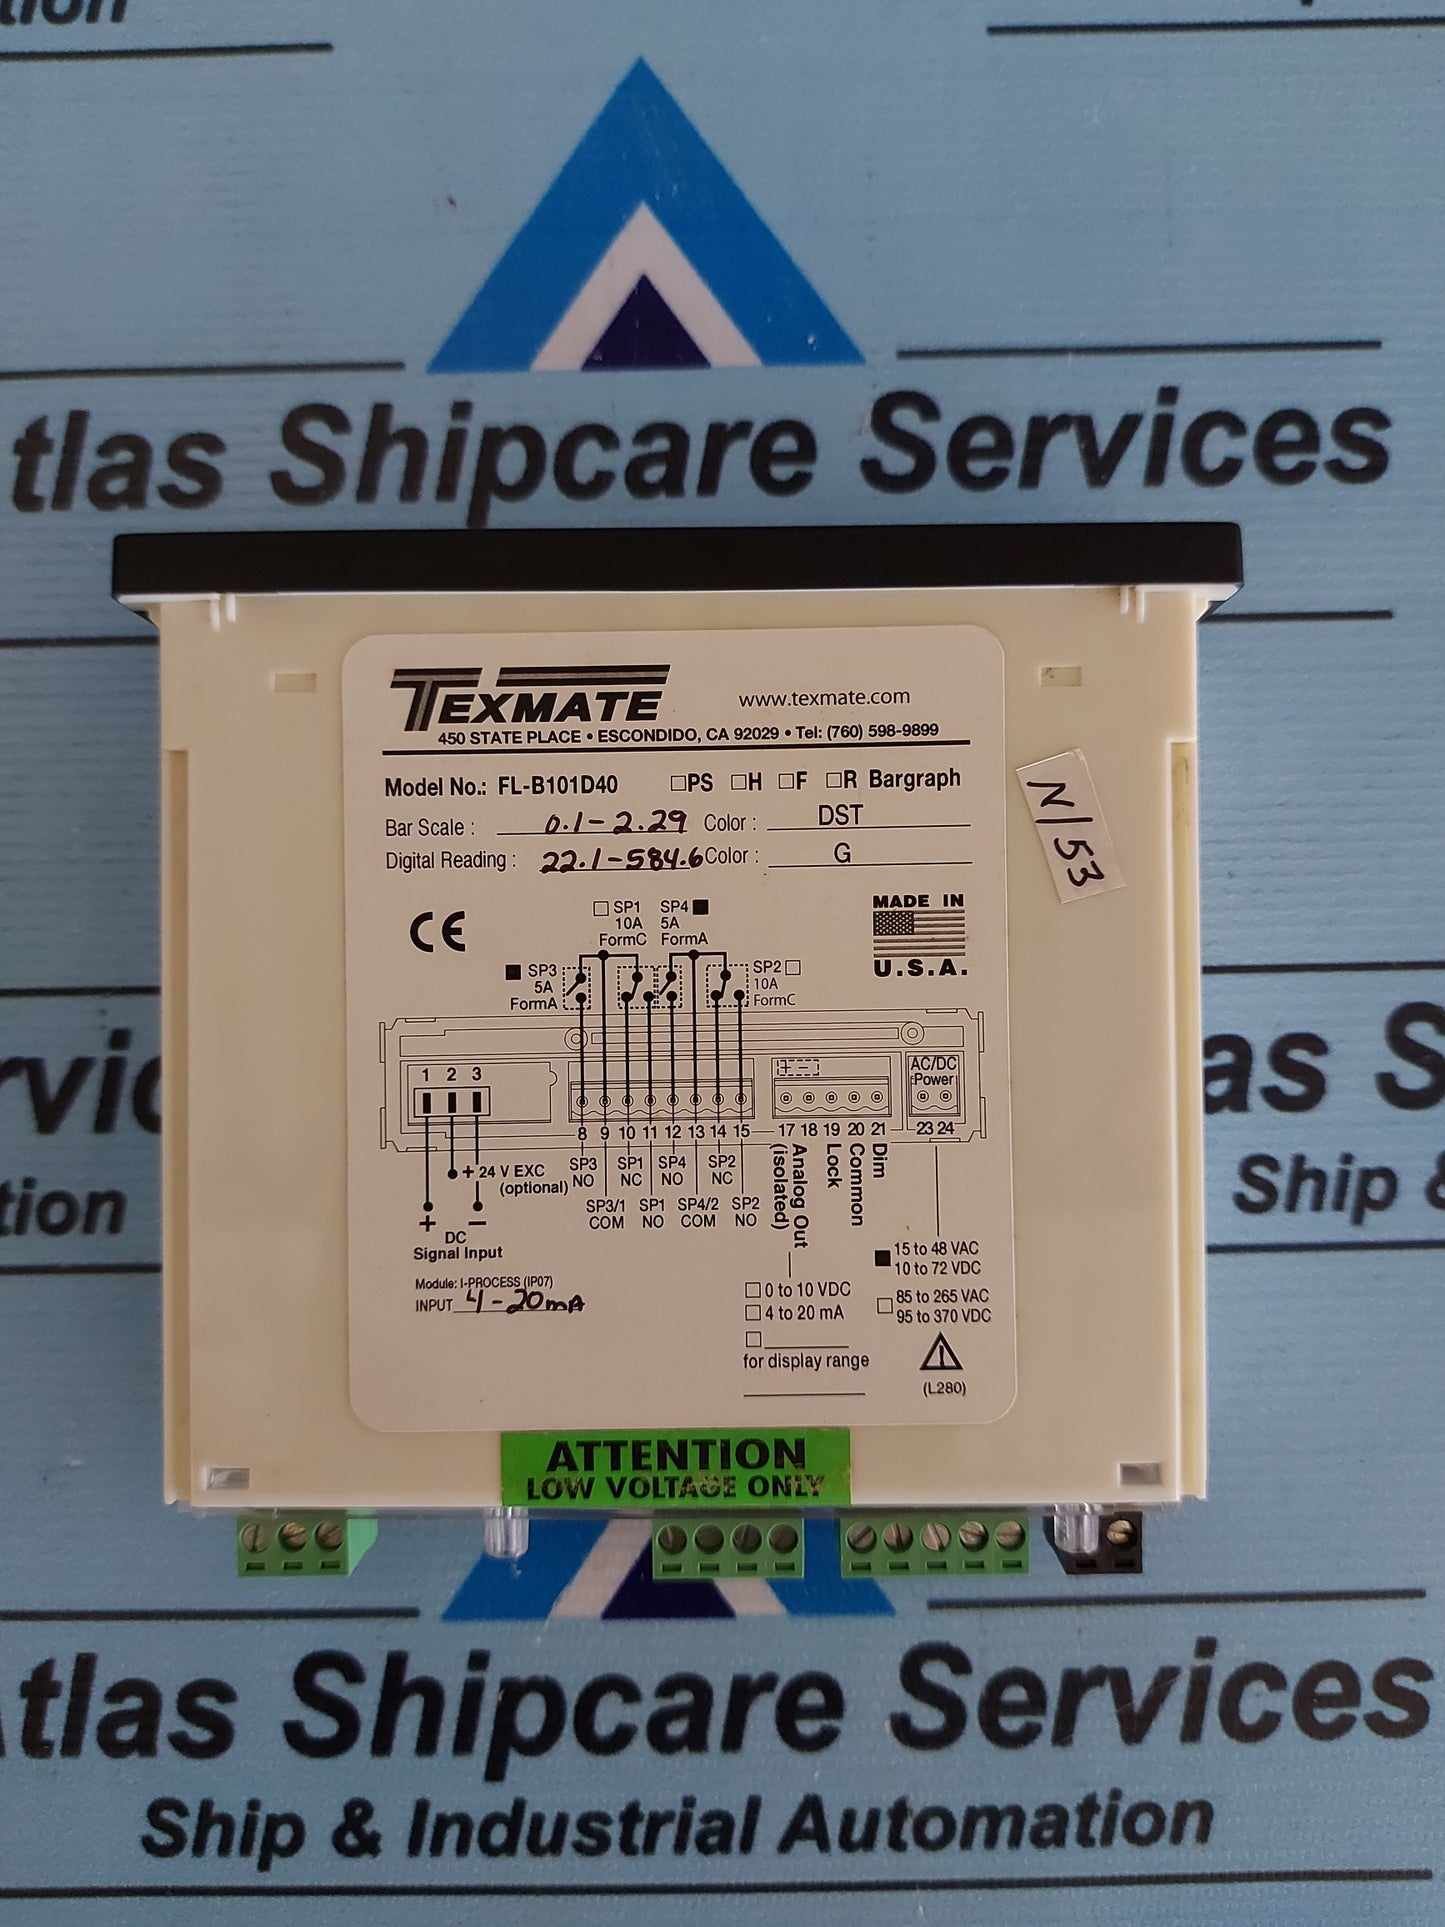 tion
tlas Shipcare Services
TEXMATE
www.texmate.com
450 STATE PLACE • ESCONDIDO, CA 92029 • Tel: (760) 598-9899
Model No.: FL-B101D40 □PS □H □F □R Bargraph
Bar Scale : 0.1-2.29 Color : DST
Digital Reading : 22.1-584.6 Color : G
N/53
CE
□ SP1
10A
FormC
SP4 ■
5A
FormA
MADE IN
U.S.A.
■ SP3
5A
FormA
SP2 □
10A
FormC
1 2 3
+ -
AC/DC
Power
8 9 10 11 12 13 14 15
17 18 19 20 21
23 24
+ 24 V EXC
(optional)
+ −
DC
Signal Input
SP3
NO
SP3/1
COM
SP1
NC
SP1
NO
SP4
NO
SP4/2
COM
SP2
NC
SP2
NO
Analog Out
(isolated)
Lock
Common
Dim
Module: I-PROCESS (IP07)
INPUT 4-20mA
□ 0 to 10 VDC
□ 4 to 20 mA
□
for display range
■ 15 to 48 VAC
10 to 72 VDC
□ 85 to 265 VAC
95 to 370 VDC
(L280)
ATTENTION
LOW VOLTAGE ONLY
rvic
as S
tion
Ship &
tlas Shipcare Services
Ship & Industrial Automation